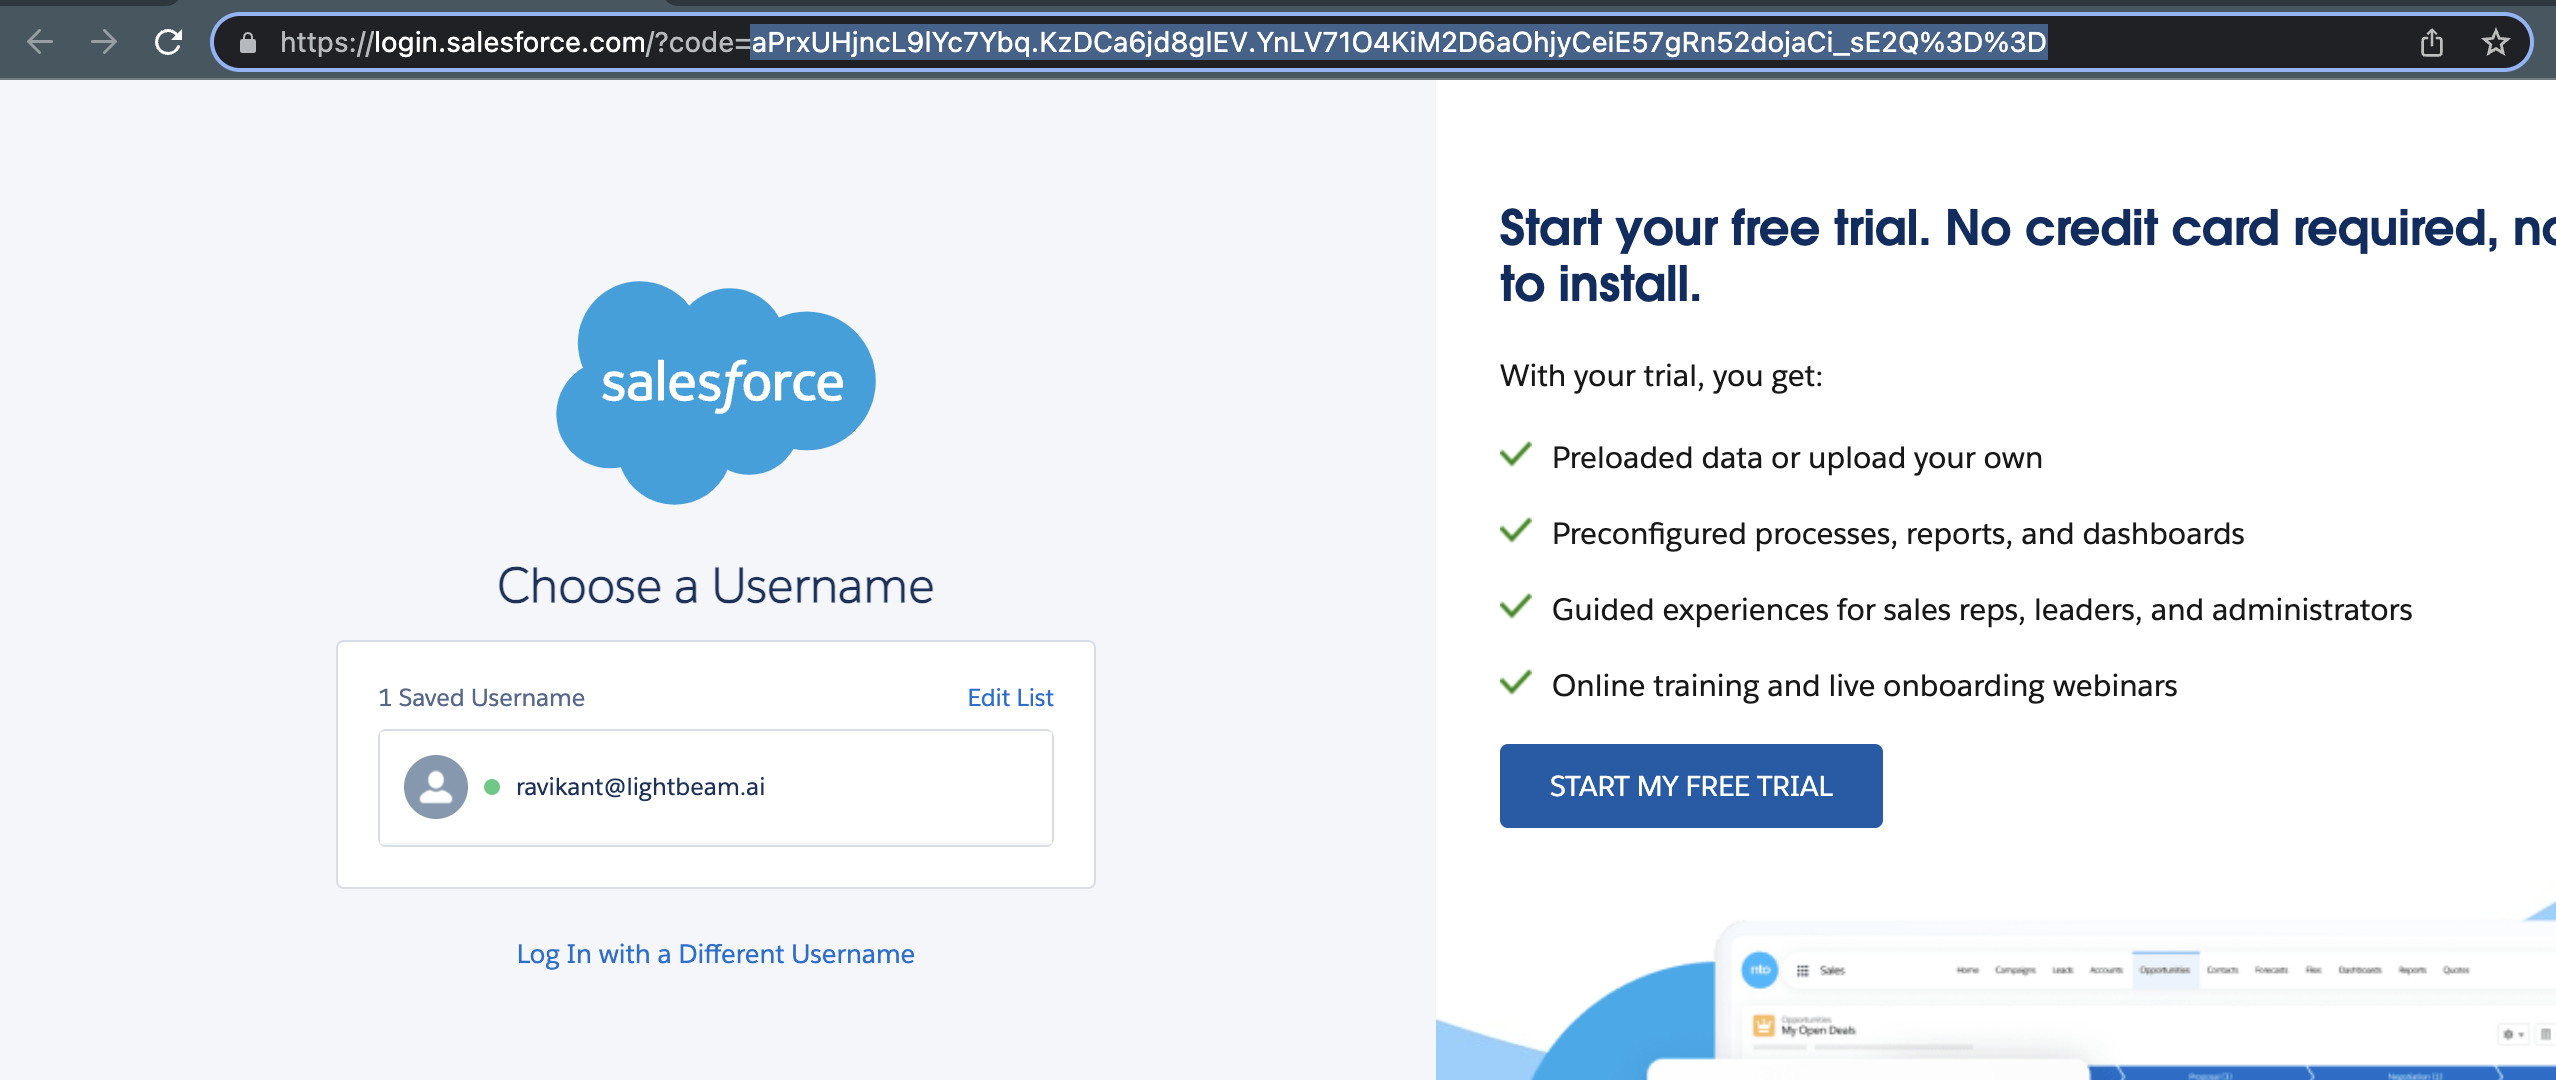 https://login.salesforce.com/?code=aPrxUHjncL9lYc7Ybq.KzDCa6jd8glEV.YnLV71O4KiM2D6aOhjyCeiE57gRn52dojaCi_sE2Q%3D%3D
salesforce
Choose a Username
1 Saved Username
Edit List
ravikant@lightbeam.ai
Log In with a Different Username
Start your free trial. No credit card required, no
to install.
With your trial, you get:
Preloaded data or upload your own
Preconfigured processes, reports, and dashboards
Guided experiences for sales reps, leaders, and administrators
Online training and live onboarding webinars
START MY FREE TRIAL
nto Sales Home Campaigns Leads Accounts Opportunities Contacts Forecasts Files Dashboards Reports Quotes
Opportunities
My Open Deals
Negotiation (1)